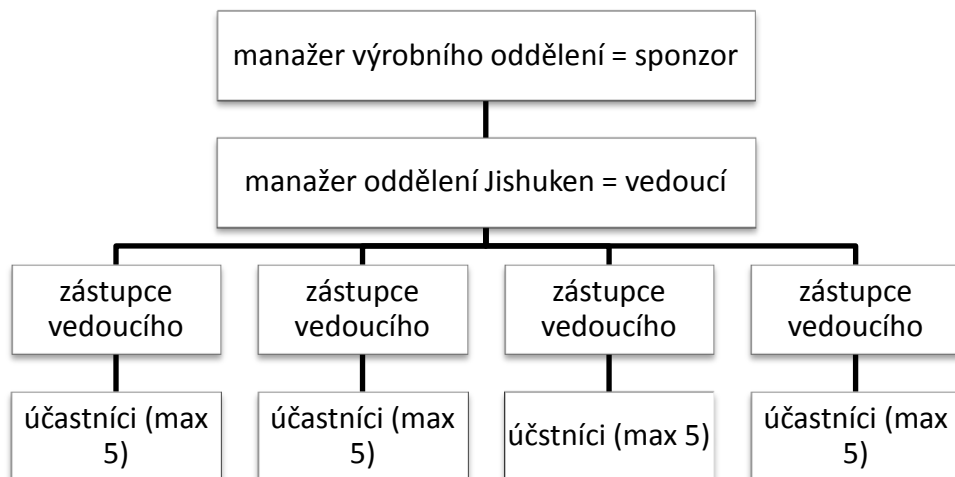 manažer výrobního oddělení = sponzor
manažer oddělení Jishuken = vedoucí
zástupce
vedoucího
zástupce
vedoucího
zástupce
vedoucího
zástupce
vedoucího
účastníci (max
5)
účastníci (max
5)
účstníci (max 5)
účastníci (max
5)